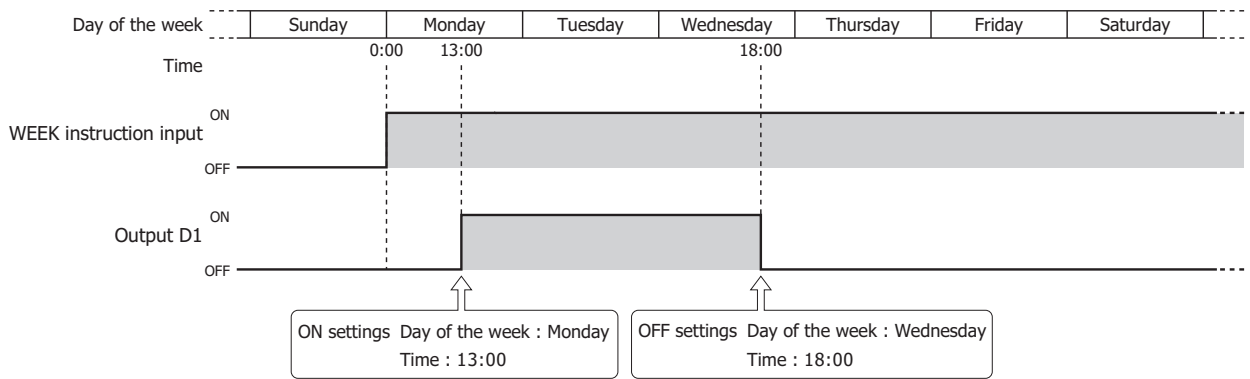 Day of the week Sunday Monday Tuesday Wednesday Thursday Friday Saturday
0:00 13:00 18:00
Time
ON
WEEK instruction input
OFF
ON
Output D1
OFF
ON settings Day of the week : Monday
Time : 13:00
OFF settings Day of the week : Wednesday
Time : 18:00